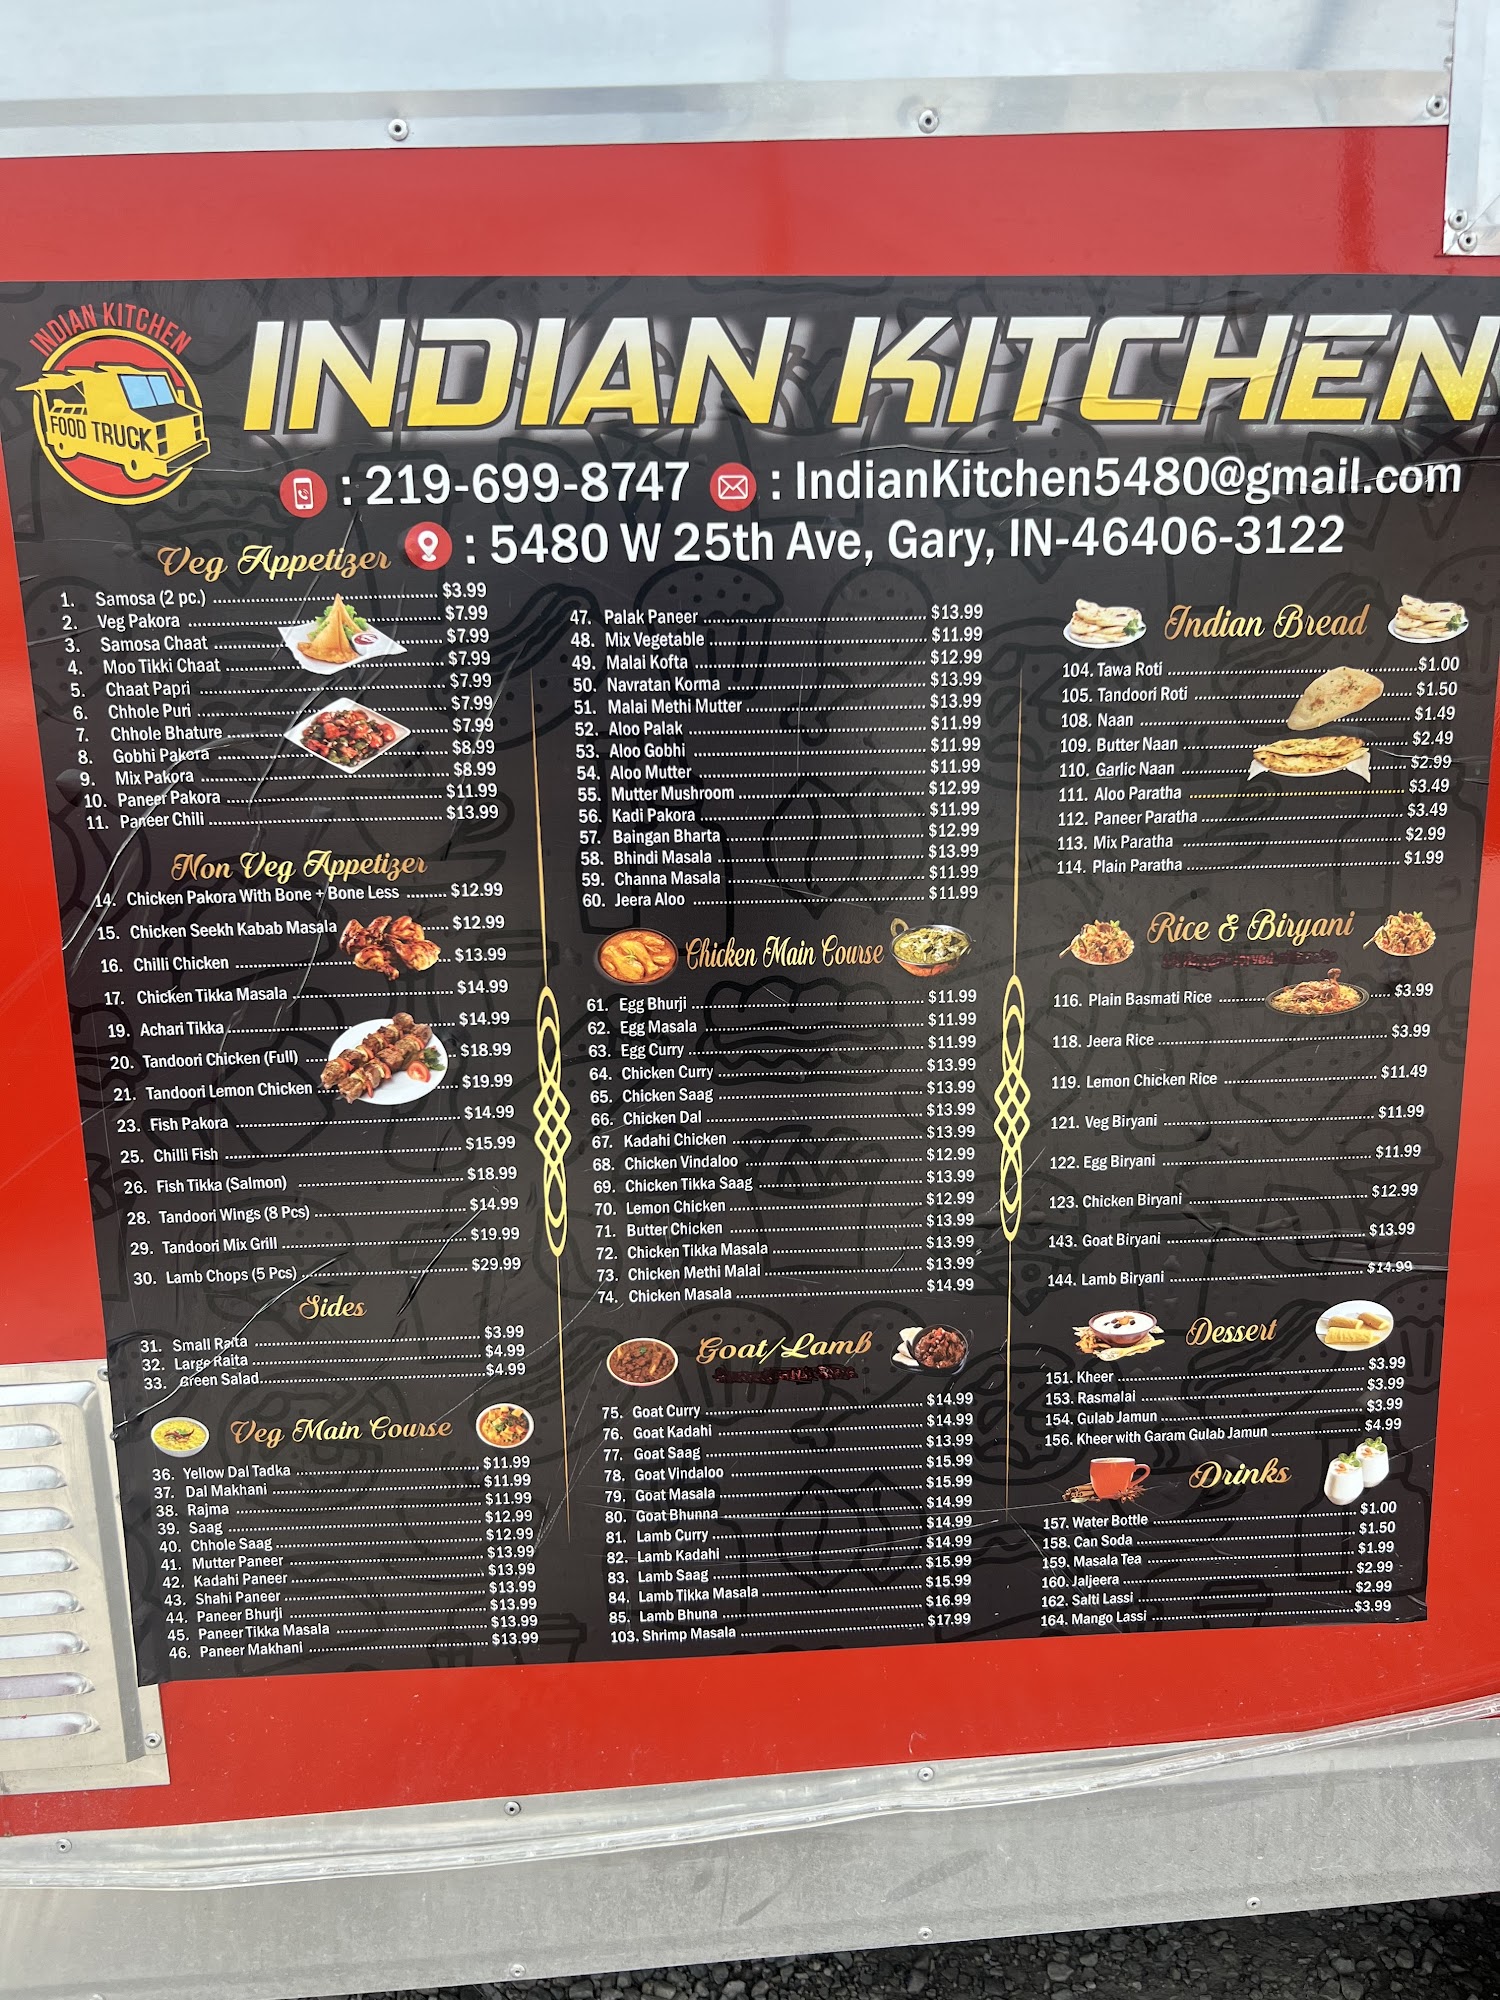 INDIAN KITCHEN
FOOD TRUCK
INDIAN KITCHEN
: 219-699-8747 : IndianKitchen5480@gmail.com
: 5480 W 25th Ave, Gary, IN-46406-3122
Veg Appetizer
1. Samosa (2 pc.) $3.99
2. Veg Pakora $7.99
3. Samosa Chaat $7.99
4. Moo Tikki Chaat $7.99
5. Chaat Papri $7.99
6. Chhole Puri $7.99
7. Chhole Bhature $7.99
8. Gobhi Pakora $8.99
9. Mix Pakora $8.99
10. Paneer Pakora $11.99
11. Paneer Chili $13.99
Non Veg Appetizer
14. Chicken Pakora With Bone + Bone Less $12.99
15. Chicken Seekh Kabab Masala $12.99
16. Chilli Chicken $13.99
17. Chicken Tikka Masala $14.99
19. Achari Tikka $14.99
20. Tandoori Chicken (Full) $18.99
21. Tandoori Lemon Chicken $19.99
23. Fish Pakora $14.99
25. Chilli Fish $15.99
26. Fish Tikka (Salmon) $18.99
28. Tandoori Wings (8 Pcs) $14.99
29. Tandoori Mix Grill $19.99
30. Lamb Chops (5 Pcs) $29.99
Sides
31. Small Raita $3.99
32. Large Raita $4.99
33. Green Salad $4.99
Veg Main Course
36. Yellow Dal Tadka $11.99
37. Dal Makhani $11.99
38. Rajma $11.99
39. Saag $12.99
40. Chhole Saag $12.99
41. Mutter Paneer $13.99
42. Kadahi Paneer $13.99
43. Shahi Paneer $13.99
44. Paneer Bhurji $13.99
45. Paneer Tikka Masala $13.99
46. Paneer Makhani $13.99
47. Palak Paneer $13.99
48. Mix Vegetable $11.99
49. Malai Kofta $12.99
50. Navratan Korma $13.99
51. Malai Methi Mutter $13.99
52. Aloo Palak $11.99
53. Aloo Gobhi $11.99
54. Aloo Mutter $11.99
55. Mutter Mushroom $12.99
56. Kadi Pakora $11.99
57. Baingan Bharta $12.99
58. Bhindi Masala $13.99
59. Channa Masala $11.99
60. Jeera Aloo $11.99
Chicken Main Course
61. Egg Bhurji $11.99
62. Egg Masala $11.99
63. Egg Curry $11.99
64. Chicken Curry $13.99
65. Chicken Saag $13.99
66. Chicken Dal $13.99
67. Kadahi Chicken $13.99
68. Chicken Vindaloo $12.99
69. Chicken Tikka Saag $13.99
70. Lemon Chicken $12.99
71. Butter Chicken $13.99
72. Chicken Tikka Masala $13.99
73. Chicken Methi Malai $13.99
74. Chicken Masala $14.99
Goat/Lamb
75. Goat Curry $14.99
76. Goat Kadahi $14.99
77. Goat Saag $13.99
78. Goat Vindaloo $15.99
79. Goat Masala $15.99
80. Goat Bhunna $14.99
81. Lamb Curry $14.99
82. Lamb Kadahi $14.99
83. Lamb Saag $15.99
84. Lamb Tikka Masala $15.99
85. Lamb Bhuna $16.99
103. Shrimp Masala $17.99
Indian Bread
104. Tawa Roti $1.00
105. Tandoori Roti $1.50
108. Naan $1.49
109. Butter Naan $2.49
110. Garlic Naan $2.99
111. Aloo Paratha $3.49
112. Paneer Paratha $3.49
113. Mix Paratha $2.99
114. Plain Paratha $1.99
Rice & Biryani
116. Plain Basmati Rice $3.99
118. Jeera Rice $3.99
119. Lemon Chicken Rice $11.49
121. Veg Biryani $11.99
122. Egg Biryani $11.99
123. Chicken Biryani $12.99
143. Goat Biryani $13.99
144. Lamb Biryani $14.99
Dessert
151. Kheer $3.99
153. Rasmalai $3.99
154. Gulab Jamun $3.99
156. Kheer with Garam Gulab Jamun $4.99
Drinks
157. Water Bottle $1.00
158. Can Soda $1.50
159. Masala Tea $1.99
160. Jaljeera $2.99
162. Salti Lassi $2.99
164. Mango Lassi $3.99